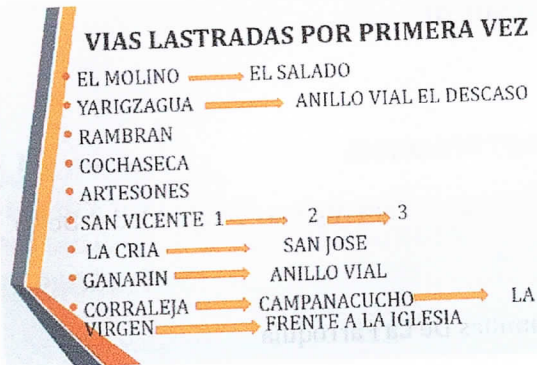 VIAS LASTRADAS POR PRIMERA VEZ
• EL MOLINO → EL SALADO
• YARIGZAGUA → ANILLO VIAL EL DESCASO
• RAMBRAN
• COCHASECA
• ARTESONES
• SAN VICENTE 1 → 2 → 3
• LA CRIA → SAN JOSE
• GANARIN → ANILLO VIAL
• CORRALEJA → CAMPANACUCHO → LA
VIRGEN → FRENTE A LA IGLESIA